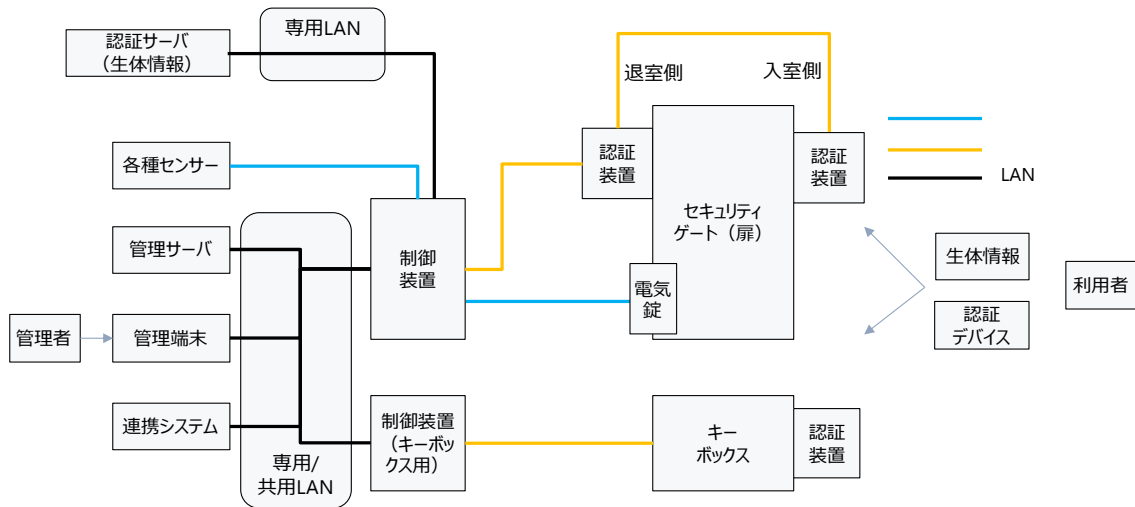 専用LAN
認証サーバ
（生体情報）
退室側
入室側
各種センサー
認証
装置
認証
装置
LAN
セキュリティ
ゲート（扉）
管理サーバ
制御
装置
生体情報
利用者
電気
錠
認証
デバイス
管理者
管理端末
連携システム
制御装置
（キーボッ
クス用）
キー
ボックス
認証
装置
専用/
共用LAN